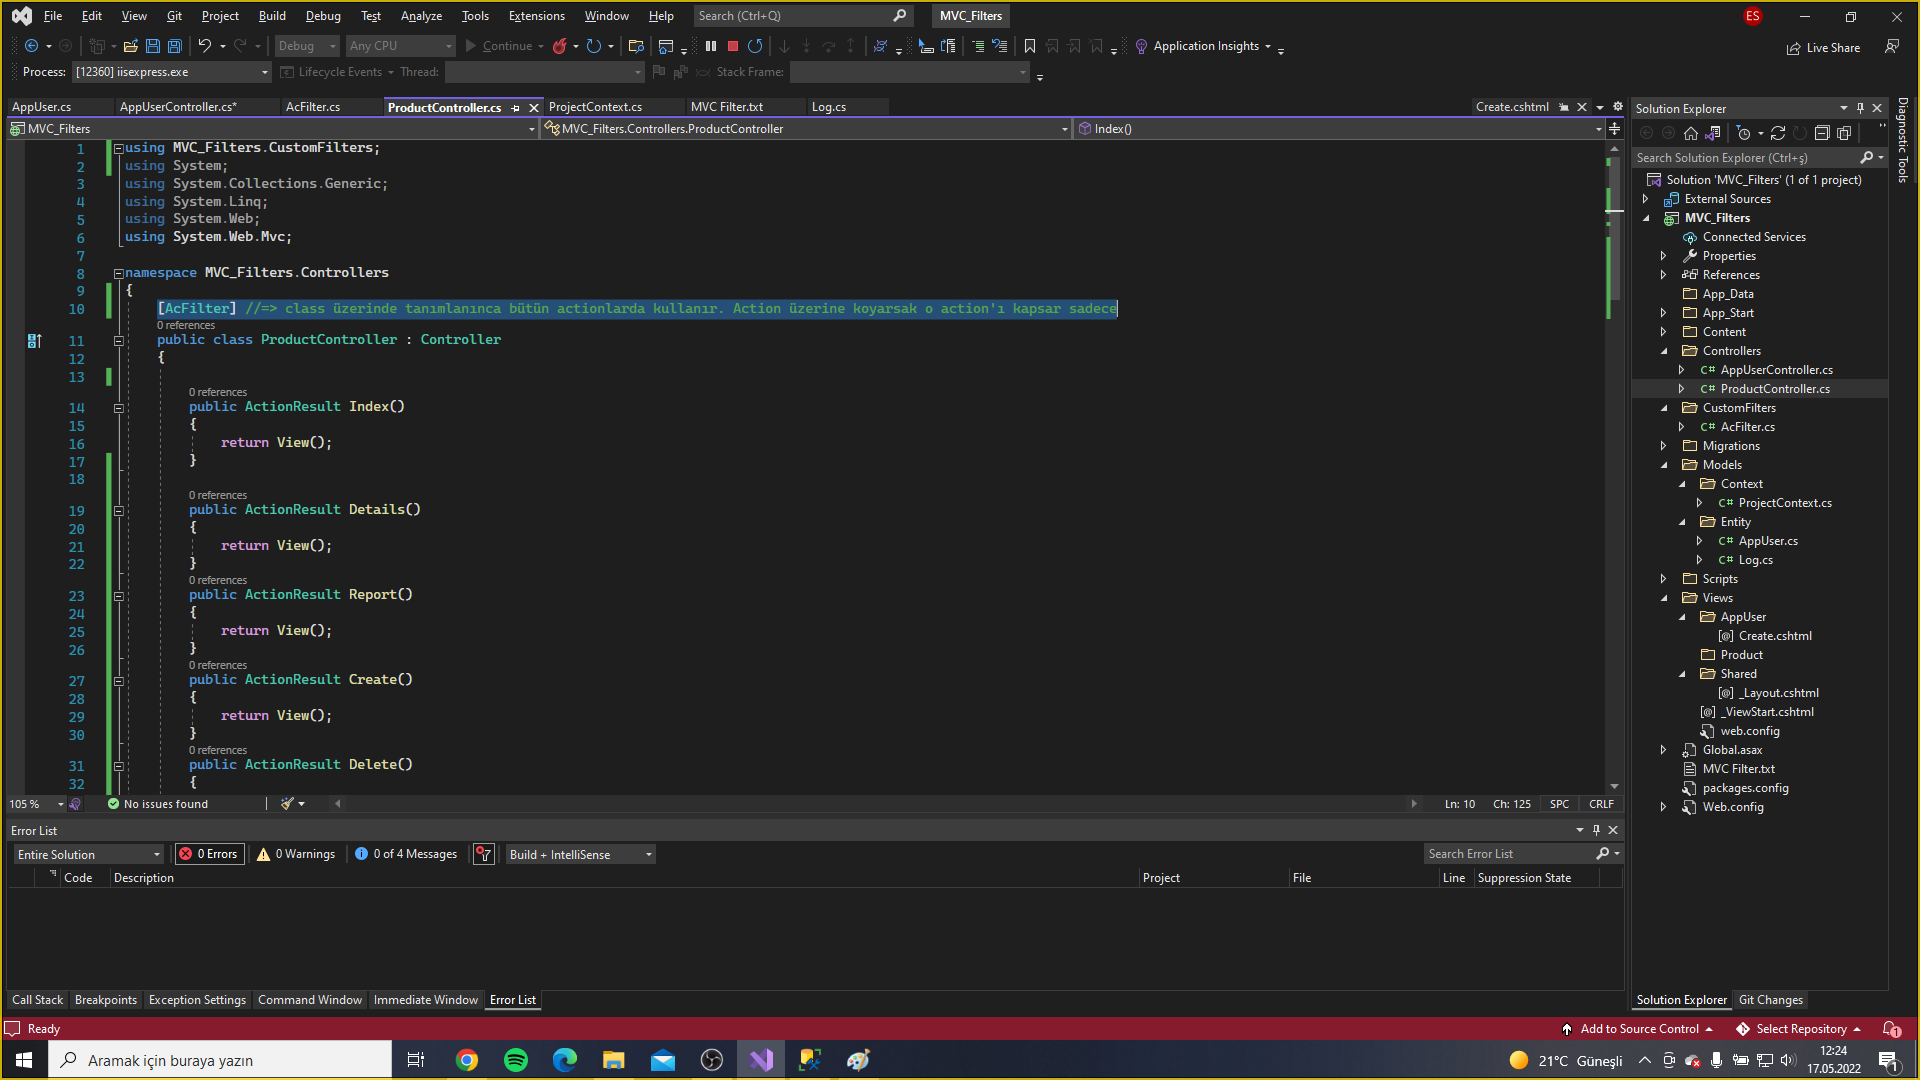 File Edit View Git Project Build Debug Test Analyze Tools Extensions Window Help Search (Ctrl+Q) MVC_Filters ES
Debug Any CPU Continue Application Insights Live Share
Process: [12360] iisexpress.exe Lifecycle Events Thread: Stack Frame:
AppUser.cs AppUserController.cs* AcFilter.cs ProductController.cs ProjectContext.cs MVC Filter.txt Log.cs Create.cshtml
MVC_Filters MVC_Filters.Controllers.ProductController Index()
1 using MVC_Filters.CustomFilters;
2 using System;
3 using System.Collections.Generic;
4 using System.Linq;
5 using System.Web;
6 using System.Web.Mvc;
7
8 namespace MVC_Filters.Controllers
9 {
10 [AcFilter] //=> class üzerinde tanımlanınca bütün actionlarda kullanır. Action üzerine koyarsak o action'ı kapsar sadece
0 references
11 public class ProductController : Controller
12 {
13
0 references
14 public ActionResult Index()
15 {
16 return View();
17 }
18
0 references
19 public ActionResult Details()
20 {
21 return View();
22 }
0 references
23 public ActionResult Report()
24 {
25 return View();
26 }
0 references
27 public ActionResult Create()
28 {
29 return View();
30 }
0 references
31 public ActionResult Delete()
32 {
105 % No issues found Ln: 10 Ch: 125 SPC CRLF
Error List
Entire Solution 0 Errors 0 Warnings 0 of 4 Messages Build + IntelliSense Search Error List
Code Description Project File Line Suppression State
Call Stack Breakpoints Exception Settings Command Window Immediate Window Error List
Solution Explorer
Search Solution Explorer (Ctrl+ş)
Solution 'MVC_Filters' (1 of 1 project)
External Sources
MVC_Filters
Connected Services
Properties
References
App_Data
App_Start
Content
Controllers
C# AppUserController.cs
C# ProductController.cs
CustomFilters
C# AcFilter.cs
Migrations
Models
Context
C# ProjectContext.cs
Entity
C# AppUser.cs
C# Log.cs
Scripts
Views
AppUser
[@] Create.cshtml
Product
Shared
[@] _Layout.cshtml
[@] _ViewStart.cshtml
web.config
Global.asax
MVC Filter.txt
packages.config
Web.config
Solution Explorer Git Changes
Diagnostic Tools
Ready Add to Source Control Select Repository 1
Aramak için buraya yazın 21°C Güneşli 12:24
17.05.2022 1